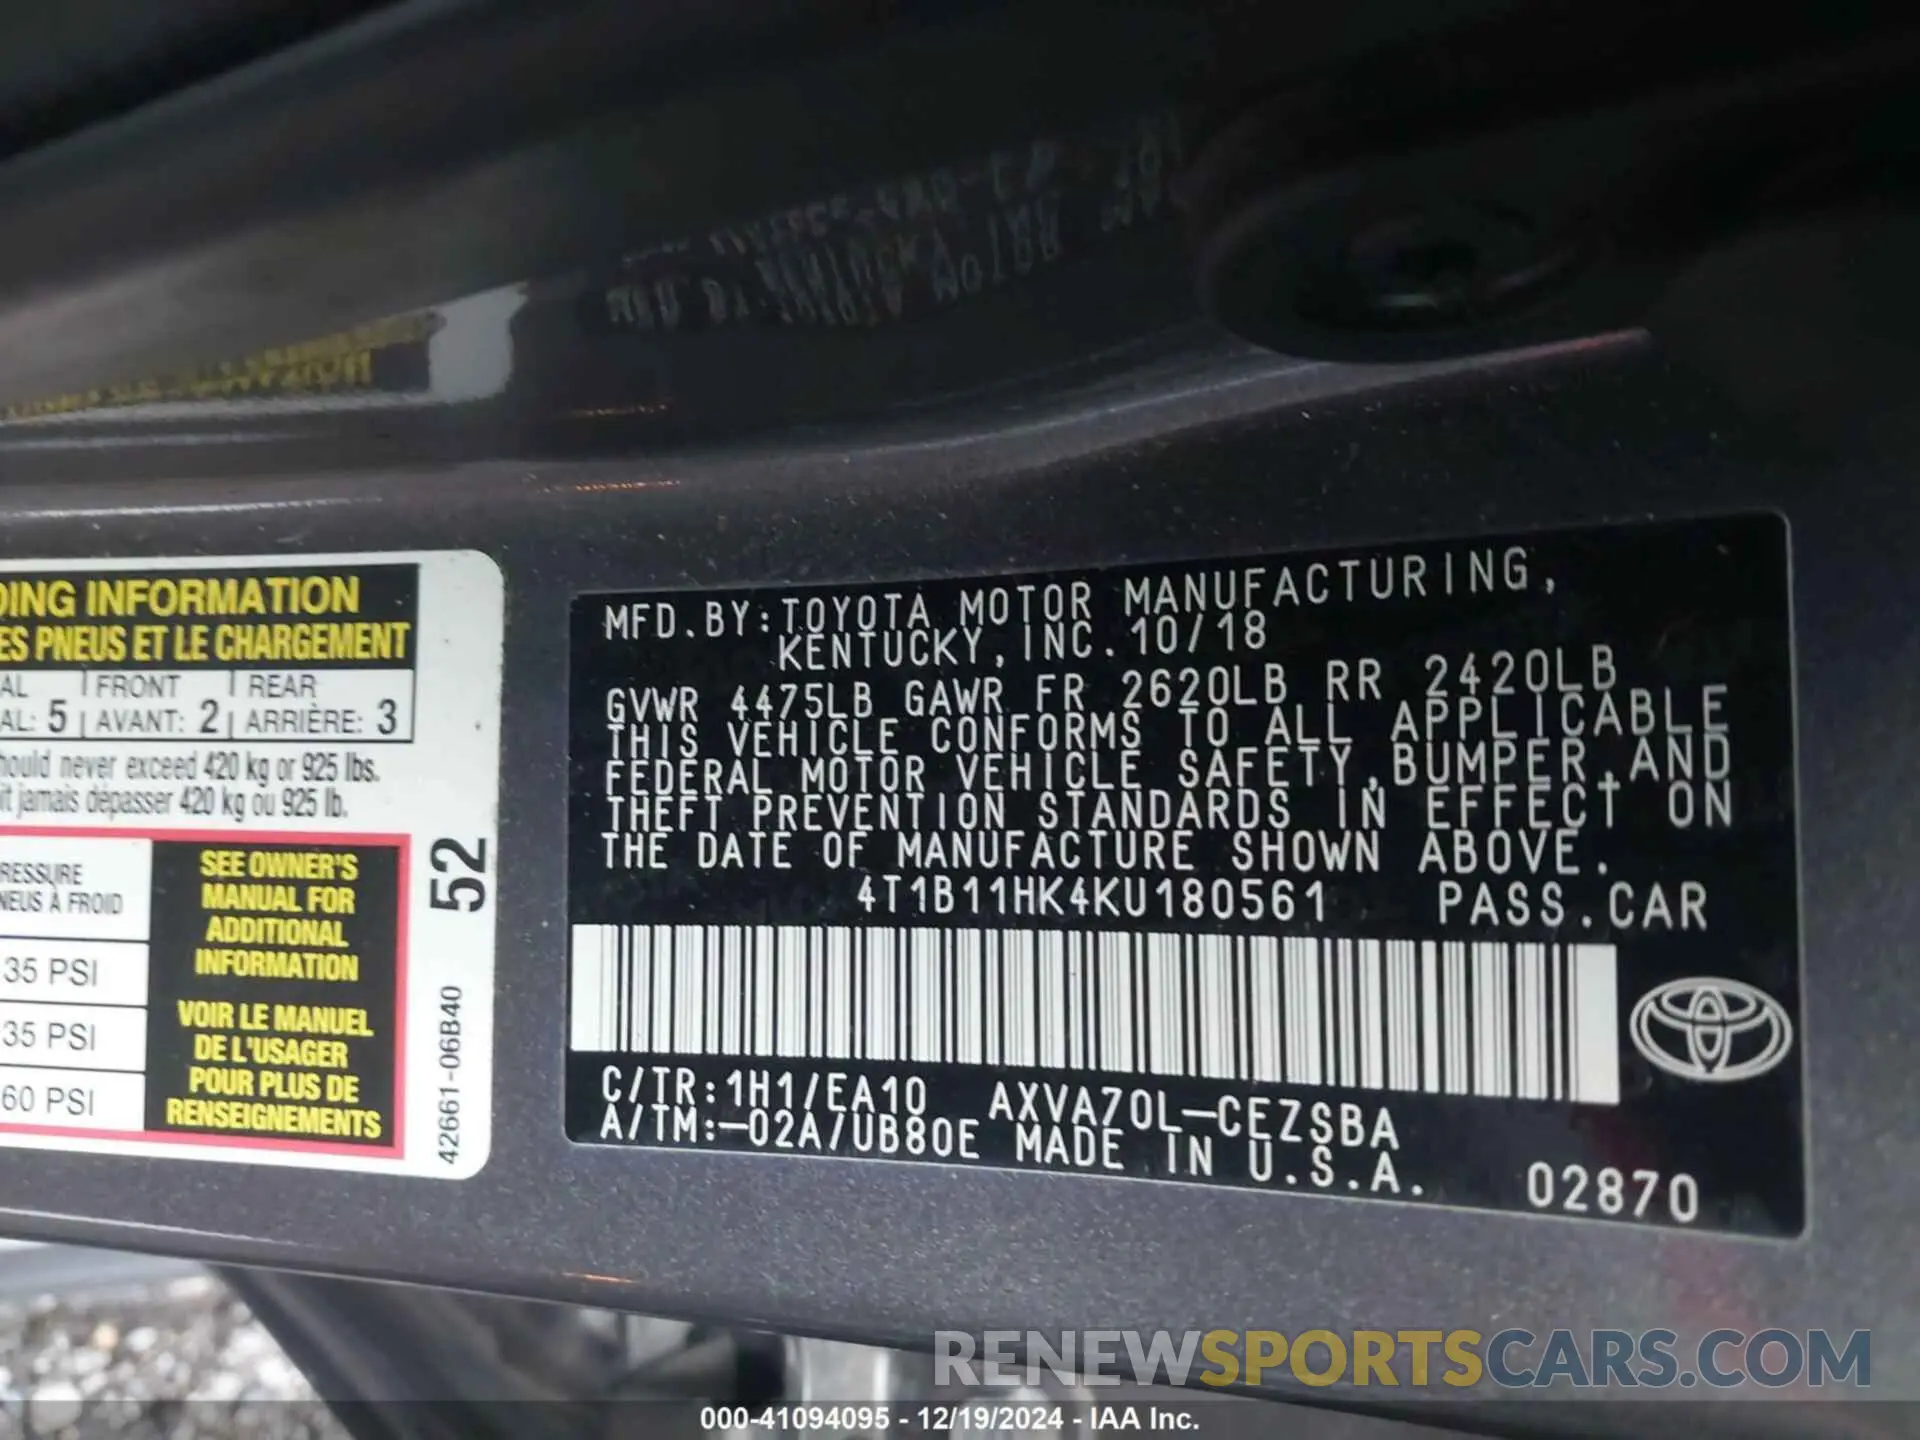 DING INFORMATION
ES PNEUS ET LE CHARGEMENT
AL | FRONT | REAR
AL: 5 | AVANT: 2 | ARRIÈRE: 3
hould never exceed 420 kg or 925 lbs.
it jamais dépasser 420 kg ou 925 lb.
RESSURE
NEUS À FROID
35 PSI
35 PSI
60 PSI
SEE OWNER'S
MANUAL FOR
ADDITIONAL
INFORMATION
VOIR LE MANUEL
DE L'USAGER
POUR PLUS DE
RENSEIGNEMENTS
52
42661-06B40
MFD.BY:TOYOTA MOTOR MANUFACTURING,
KENTUCKY,INC.10/18
GVWR 4475LB GAWR FR 2620LB RR 2420LB
THIS VEHICLE CONFORMS TO ALL APPLICABLE
FEDERAL MOTOR VEHICLE SAFETY,BUMPER,AND
THEFT PREVENTION STANDARDS IN EFFECT ON
THE DATE OF MANUFACTURE SHOWN ABOVE.
4T1B11HK4KU180561 PASS.CAR
C/TR:1H1/EA10 AXVA70L-CEZSBA
A/TM:-02A/UB80E MADE IN U.S.A.
02870
RENEWSPORTSCARS.COM
000-41094095 - 12/19/2024 - IAA Inc.